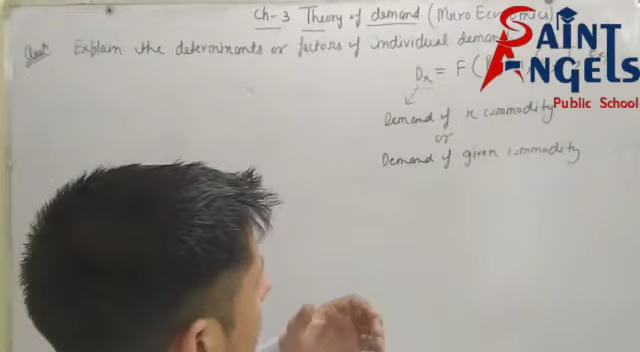 Ch-3 Theory of demand (Micro Economics)
Ques:- Explain the determinants or factors of individual demand
Dx = F (P
Demand of x commodity
or
Demand of given commodity
SAINT
ANGELS
Public School